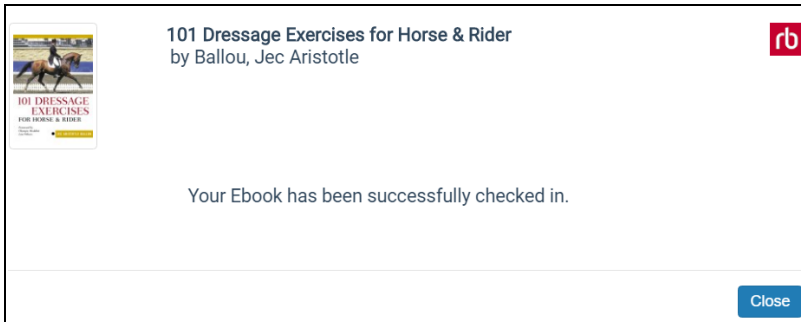 101 Dressage Exercises for Horse & Rider
by Ballou, Jec Aristotle
rb
101 DRESSAGE
EXERCISES
FOR HORSE & RIDER
Your Ebook has been successfully checked in.
Close